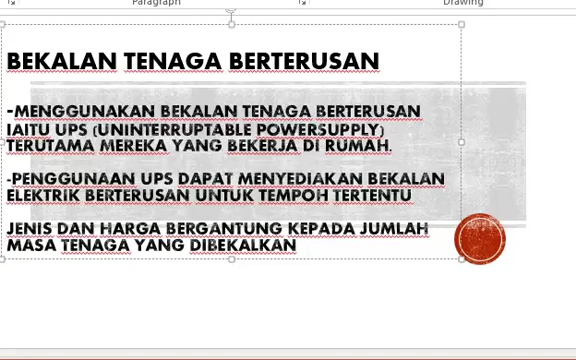 Paragraph
Drawing
BEKALAN TENAGA BERTERUSAN
-MENGGUNAKAN BEKALAN TENAGA BERTERUSAN
IAITU UPS (UNINTERRUPTABLE POWERSUPPLY)
TERUTAMA MEREKA YANG BEKERJA DI RUMAH.
-PENGGUNAAN UPS DAPAT MENYEDIAKAN BEKALAN
ELEKTRIK BERTERUSAN UNTUK TEMPOH TERTENTU
JENIS DAN HARGA BERGANTUNG KEPADA JUMLAH
MASA TENAGA YANG DIBEKALKAN